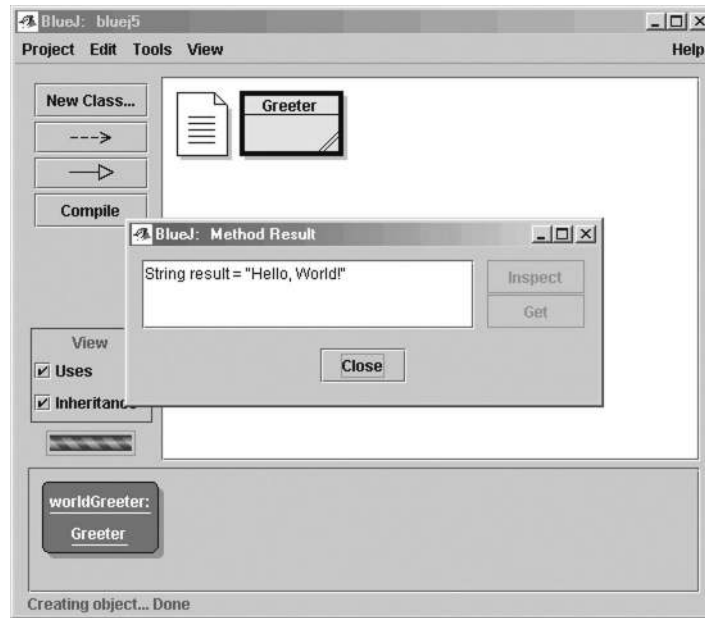 BlueJ: bluej5
Project Edit Tools View Help
New Class...
Greeter
Compile
BlueJ: Method Result
String result = "Hello, World!"
Inspect
Get
Close
View
Uses
Inheritance
worldGreeter:
Greeter
Creating object... Done